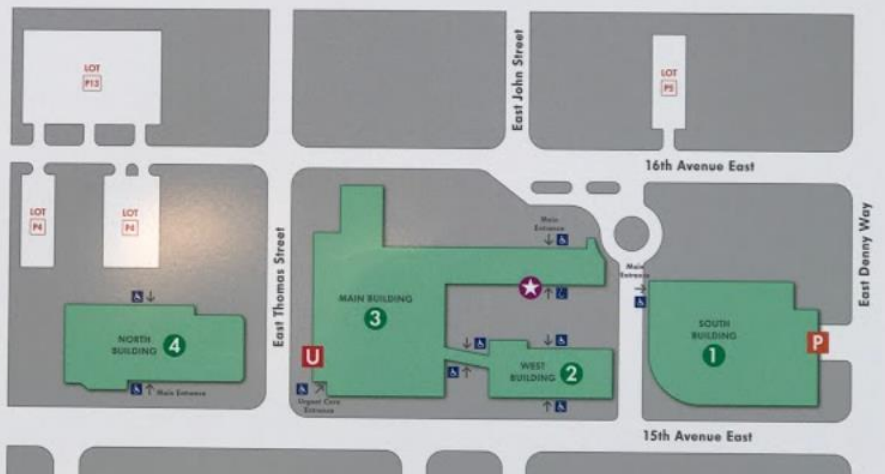 LOT
P13
East John Street
LOT
P5
16th Avenue East
LOT
P4
LOT
P4
East Thomas Street
Main
Entrance
East Denny Way
Main
Entrance
MAIN BUILDING
3
NORTH
BUILDING
4
SOUTH
BUILDING
1
P
U
WEST
BUILDING
2
Main Entrance
Urgent Care
Entrance
15th Avenue East